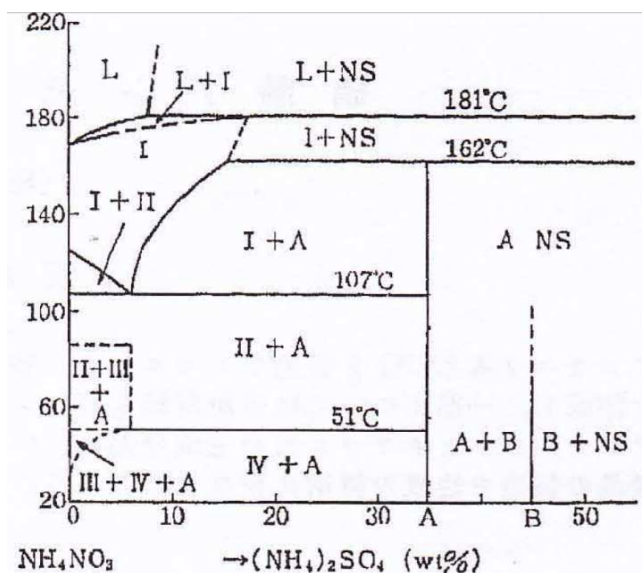 220
L
L+I
L+NS
181℃
180
I
I+NS
162℃
I+II
140
I+A
A NS
107℃
100
II+A
II+III
+
A
60
51℃
A+B
B+NS
IV+A
III+IV+A
20
0 10 20 30 A B 50
NH₄NO₃ →(NH₄)₂SO₄ (wt%)